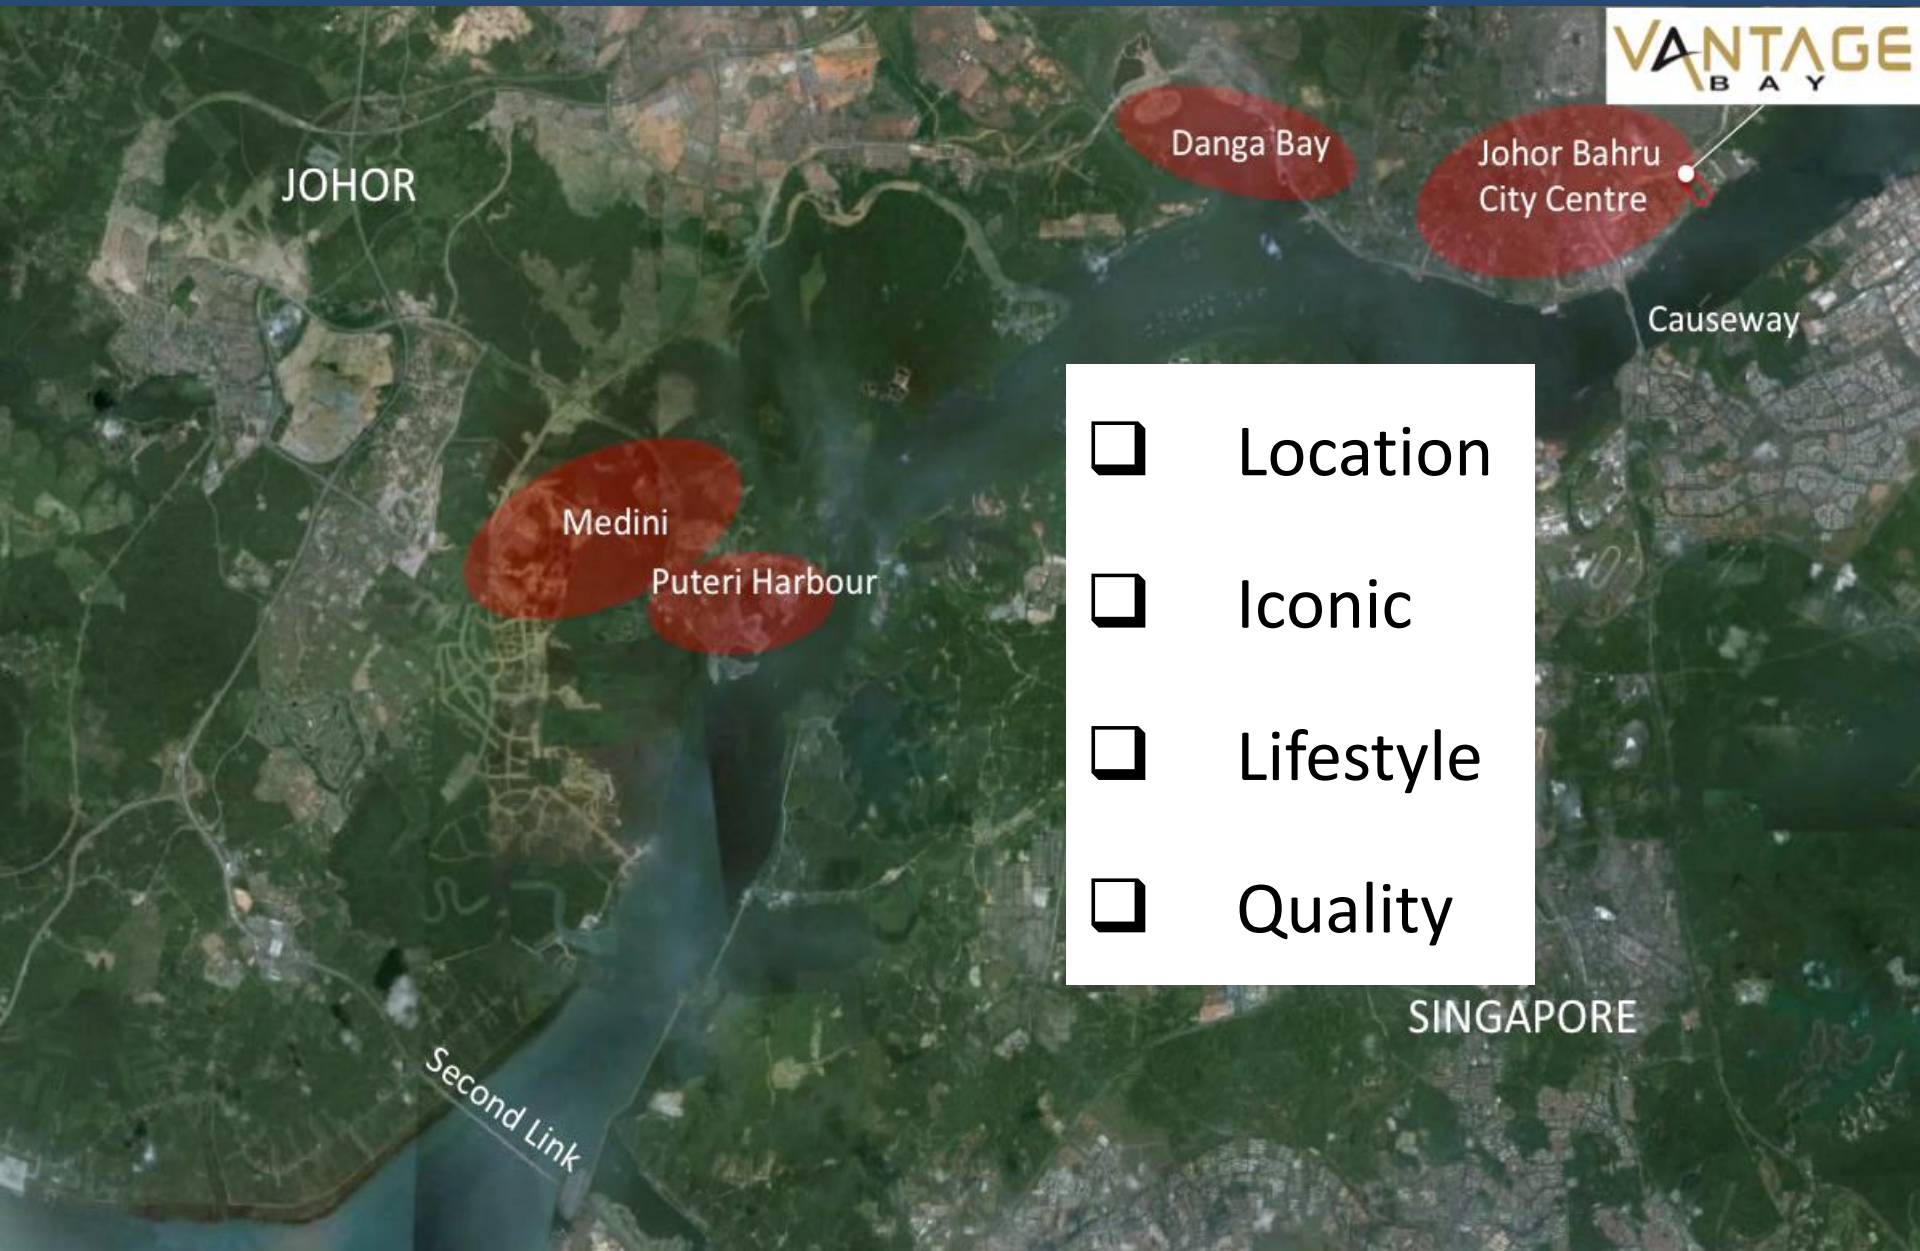 VANTAGE
BAY
Danga Bay
Johor Bahru
City Centre
JOHOR
Causeway
Location
Medini
Puteri Harbour
Iconic
Lifestyle
Quality
SINGAPORE
Second Link